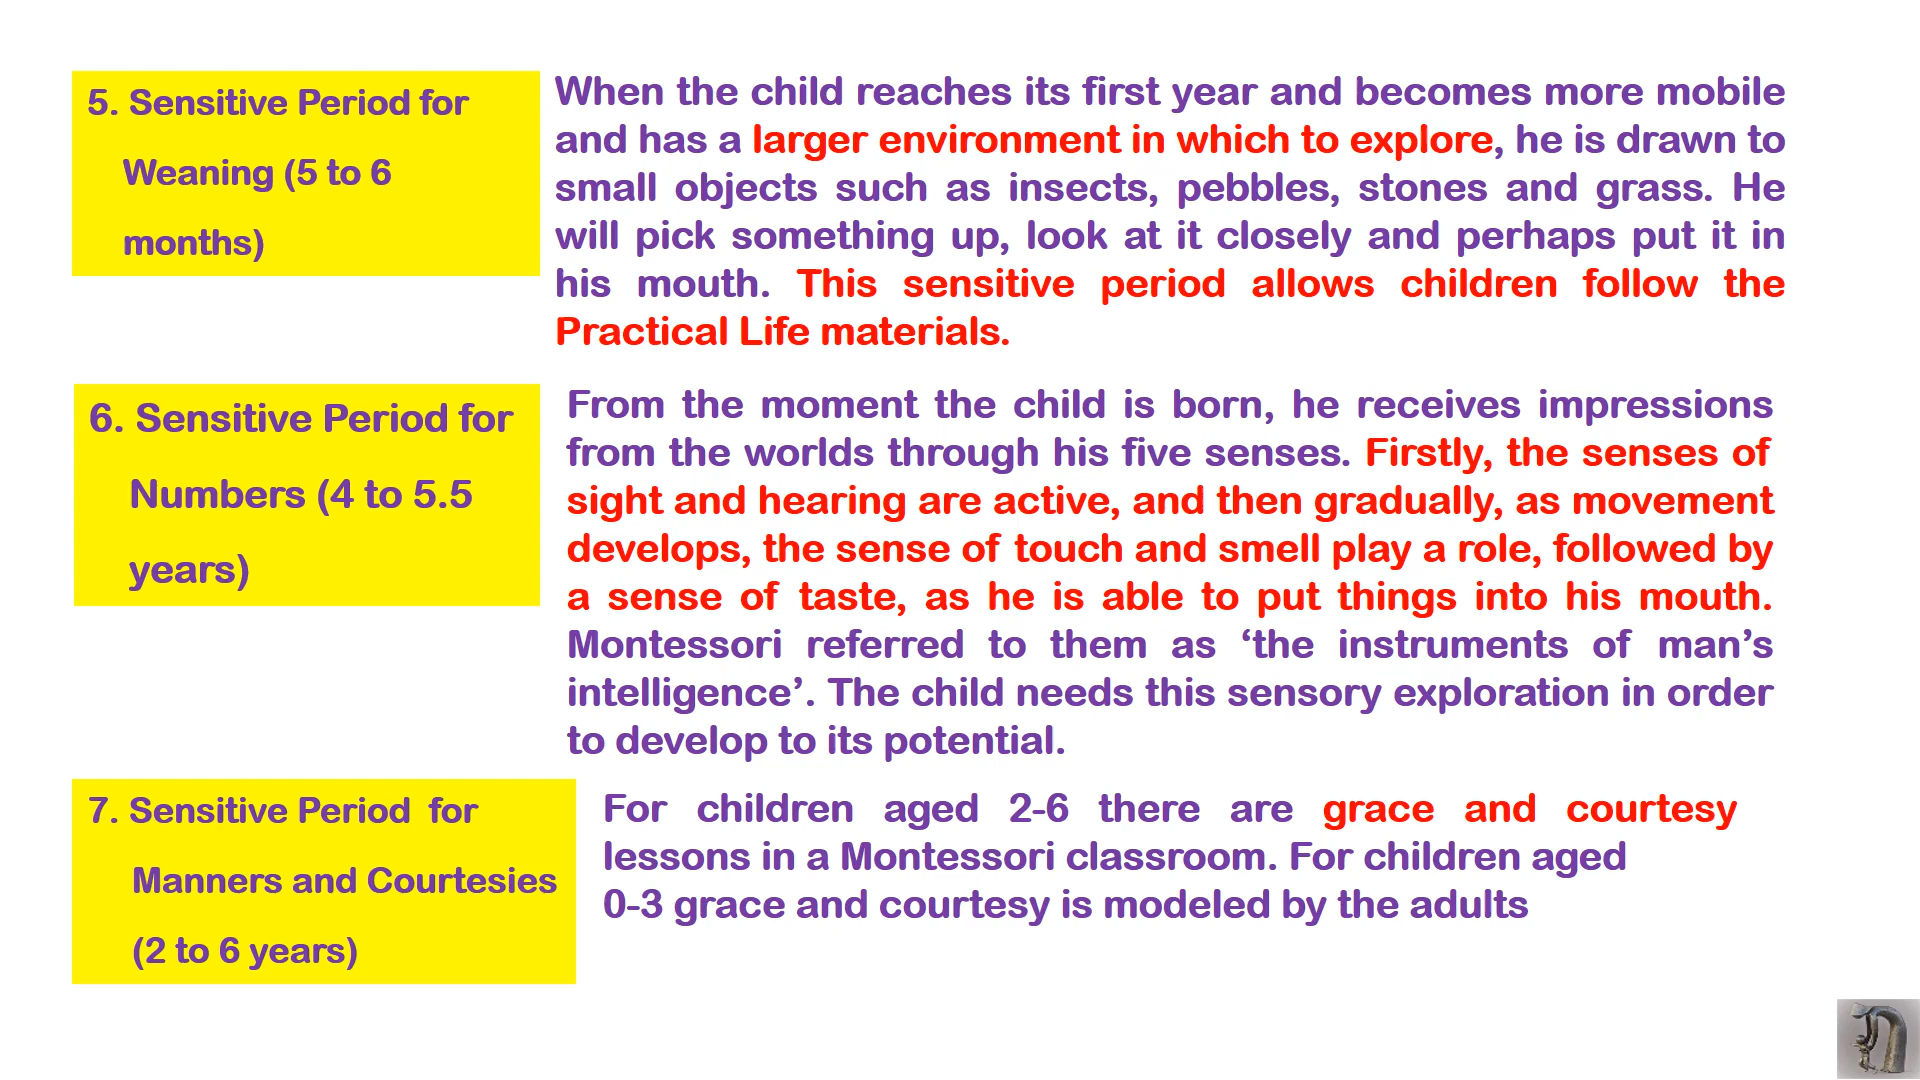 5. Sensitive Period for
Weaning (5 to 6
months)
When the child reaches its first year and becomes more mobile
and has a larger environment in which to explore, he is drawn to
small objects such as insects, pebbles, stones and grass. He
will pick something up, look at it closely and perhaps put it in
his mouth. This sensitive period allows children follow the
Practical Life materials.
6. Sensitive Period for
Numbers (4 to 5.5
years)
From the moment the child is born, he receives impressions
from the worlds through his five senses. Firstly, the senses of
sight and hearing are active, and then gradually, as movement
develops, the sense of touch and smell play a role, followed by
a sense of taste, as he is able to put things into his mouth.
Montessori referred to them as ‘the instruments of man’s
intelligence’. The child needs this sensory exploration in order
to develop to its potential.
7. Sensitive Period for
Manners and Courtesies
(2 to 6 years)
For children aged 2-6 there are grace and courtesy
lessons in a Montessori classroom. For children aged
0-3 grace and courtesy is modeled by the adults